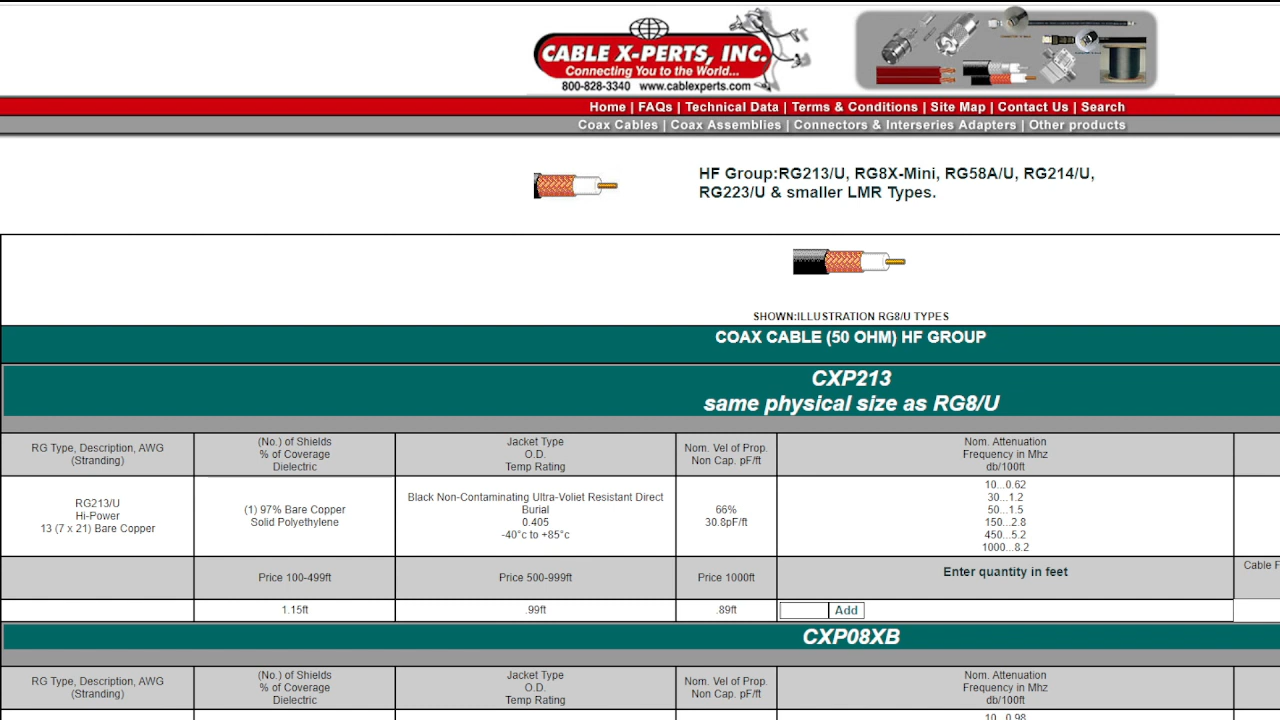 CABLE X-PERTS, INC.
Connecting You to the World...
800-828-3340 www.cablexperts.com
Home | FAQs | Technical Data | Terms & Conditions | Site Map | Contact Us | Search
Coax Cables | Coax Assemblies | Connectors & Interseries Adapters | Other products
HF Group:RG213/U, RG8X-Mini, RG58A/U, RG214/U,
RG223/U & smaller LMR Types.
SHOWN:ILLUSTRATION RG8/U TYPES
COAX CABLE (50 OHM) HF GROUP
CXP213
same physical size as RG8/U
RG Type, Description, AWG
(Stranding)
(No.) of Shields
% of Coverage
Dielectric
Jacket Type
O.D.
Temp Rating
Nom. Vel of Prop.
Non Cap. pF/ft
Nom. Attenuation
Frequency in Mhz
db/100ft
RG213/U
Hi-Power
13 (7 x 21) Bare Copper
(1) 97% Bare Copper
Solid Polyethylene
Black Non-Contaminating Ultra-Voliet Resistant Direct
Burial
0.405
-40°c to +85°c
66%
30.8pF/ft
10...0.62
30...1.2
50...1.5
150...2.8
450...5.2
1000...8.2
Price 100-499ft
Price 500-999ft
Price 1000ft
Enter quantity in feet
Cable F
1.15ft
.99ft
.89ft
Add
CXP08XB
RG Type, Description, AWG
(Stranding)
(No.) of Shields
% of Coverage
Dielectric
Jacket Type
O.D.
Temp Rating
Nom. Vel of Prop.
Non Cap. pF/ft
Nom. Attenuation
Frequency in Mhz
db/100ft
10...0.98